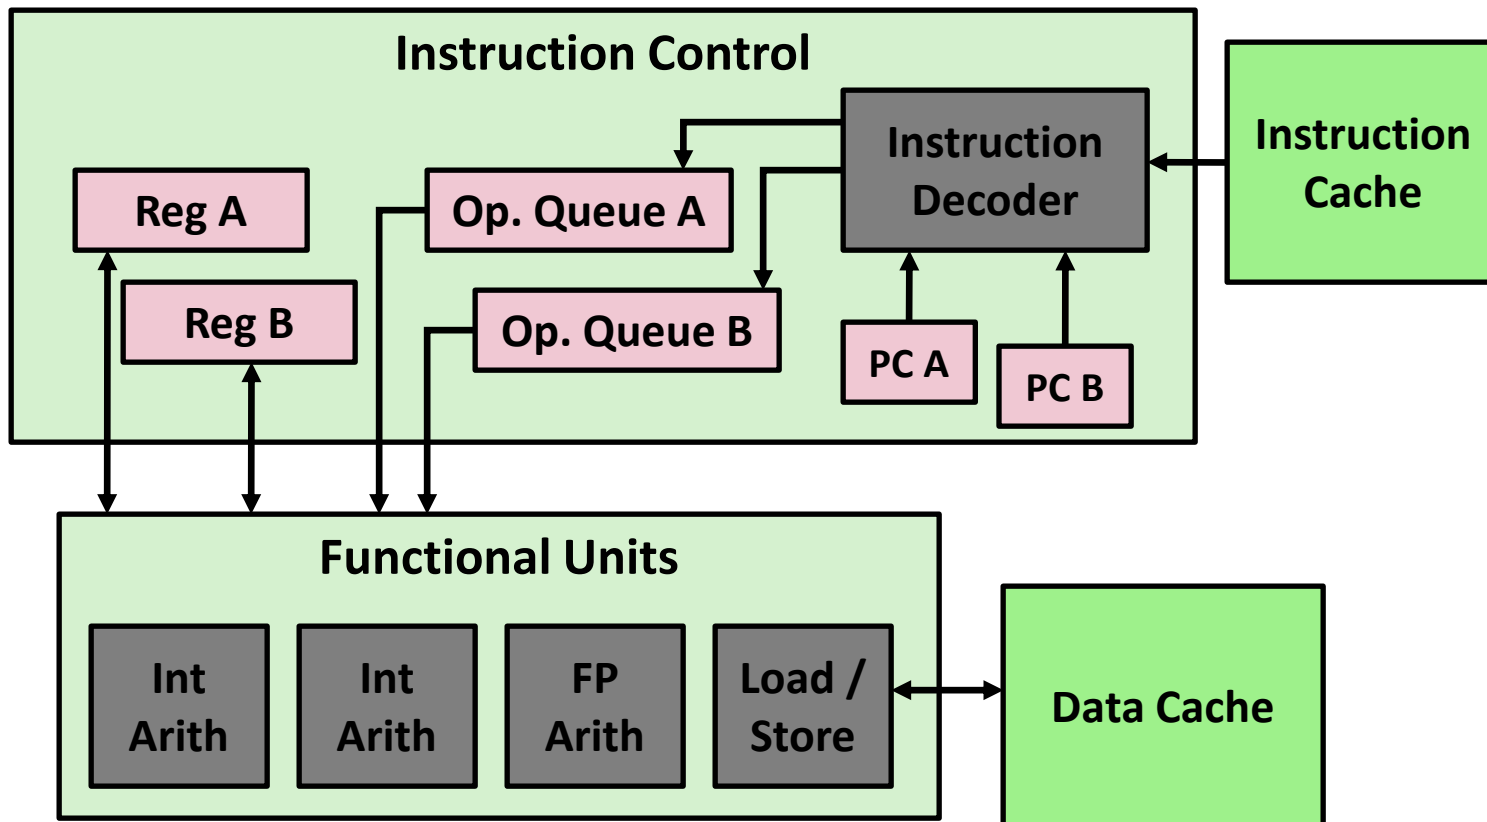 Instruction Control
Instruction
Decoder
Instruction
Cache
Reg A
Op. Queue A
Reg B
Op. Queue B
PC A
PC B
Functional Units
Int
Arith
Int
Arith
FP
Arith
Load /
Store
Data Cache